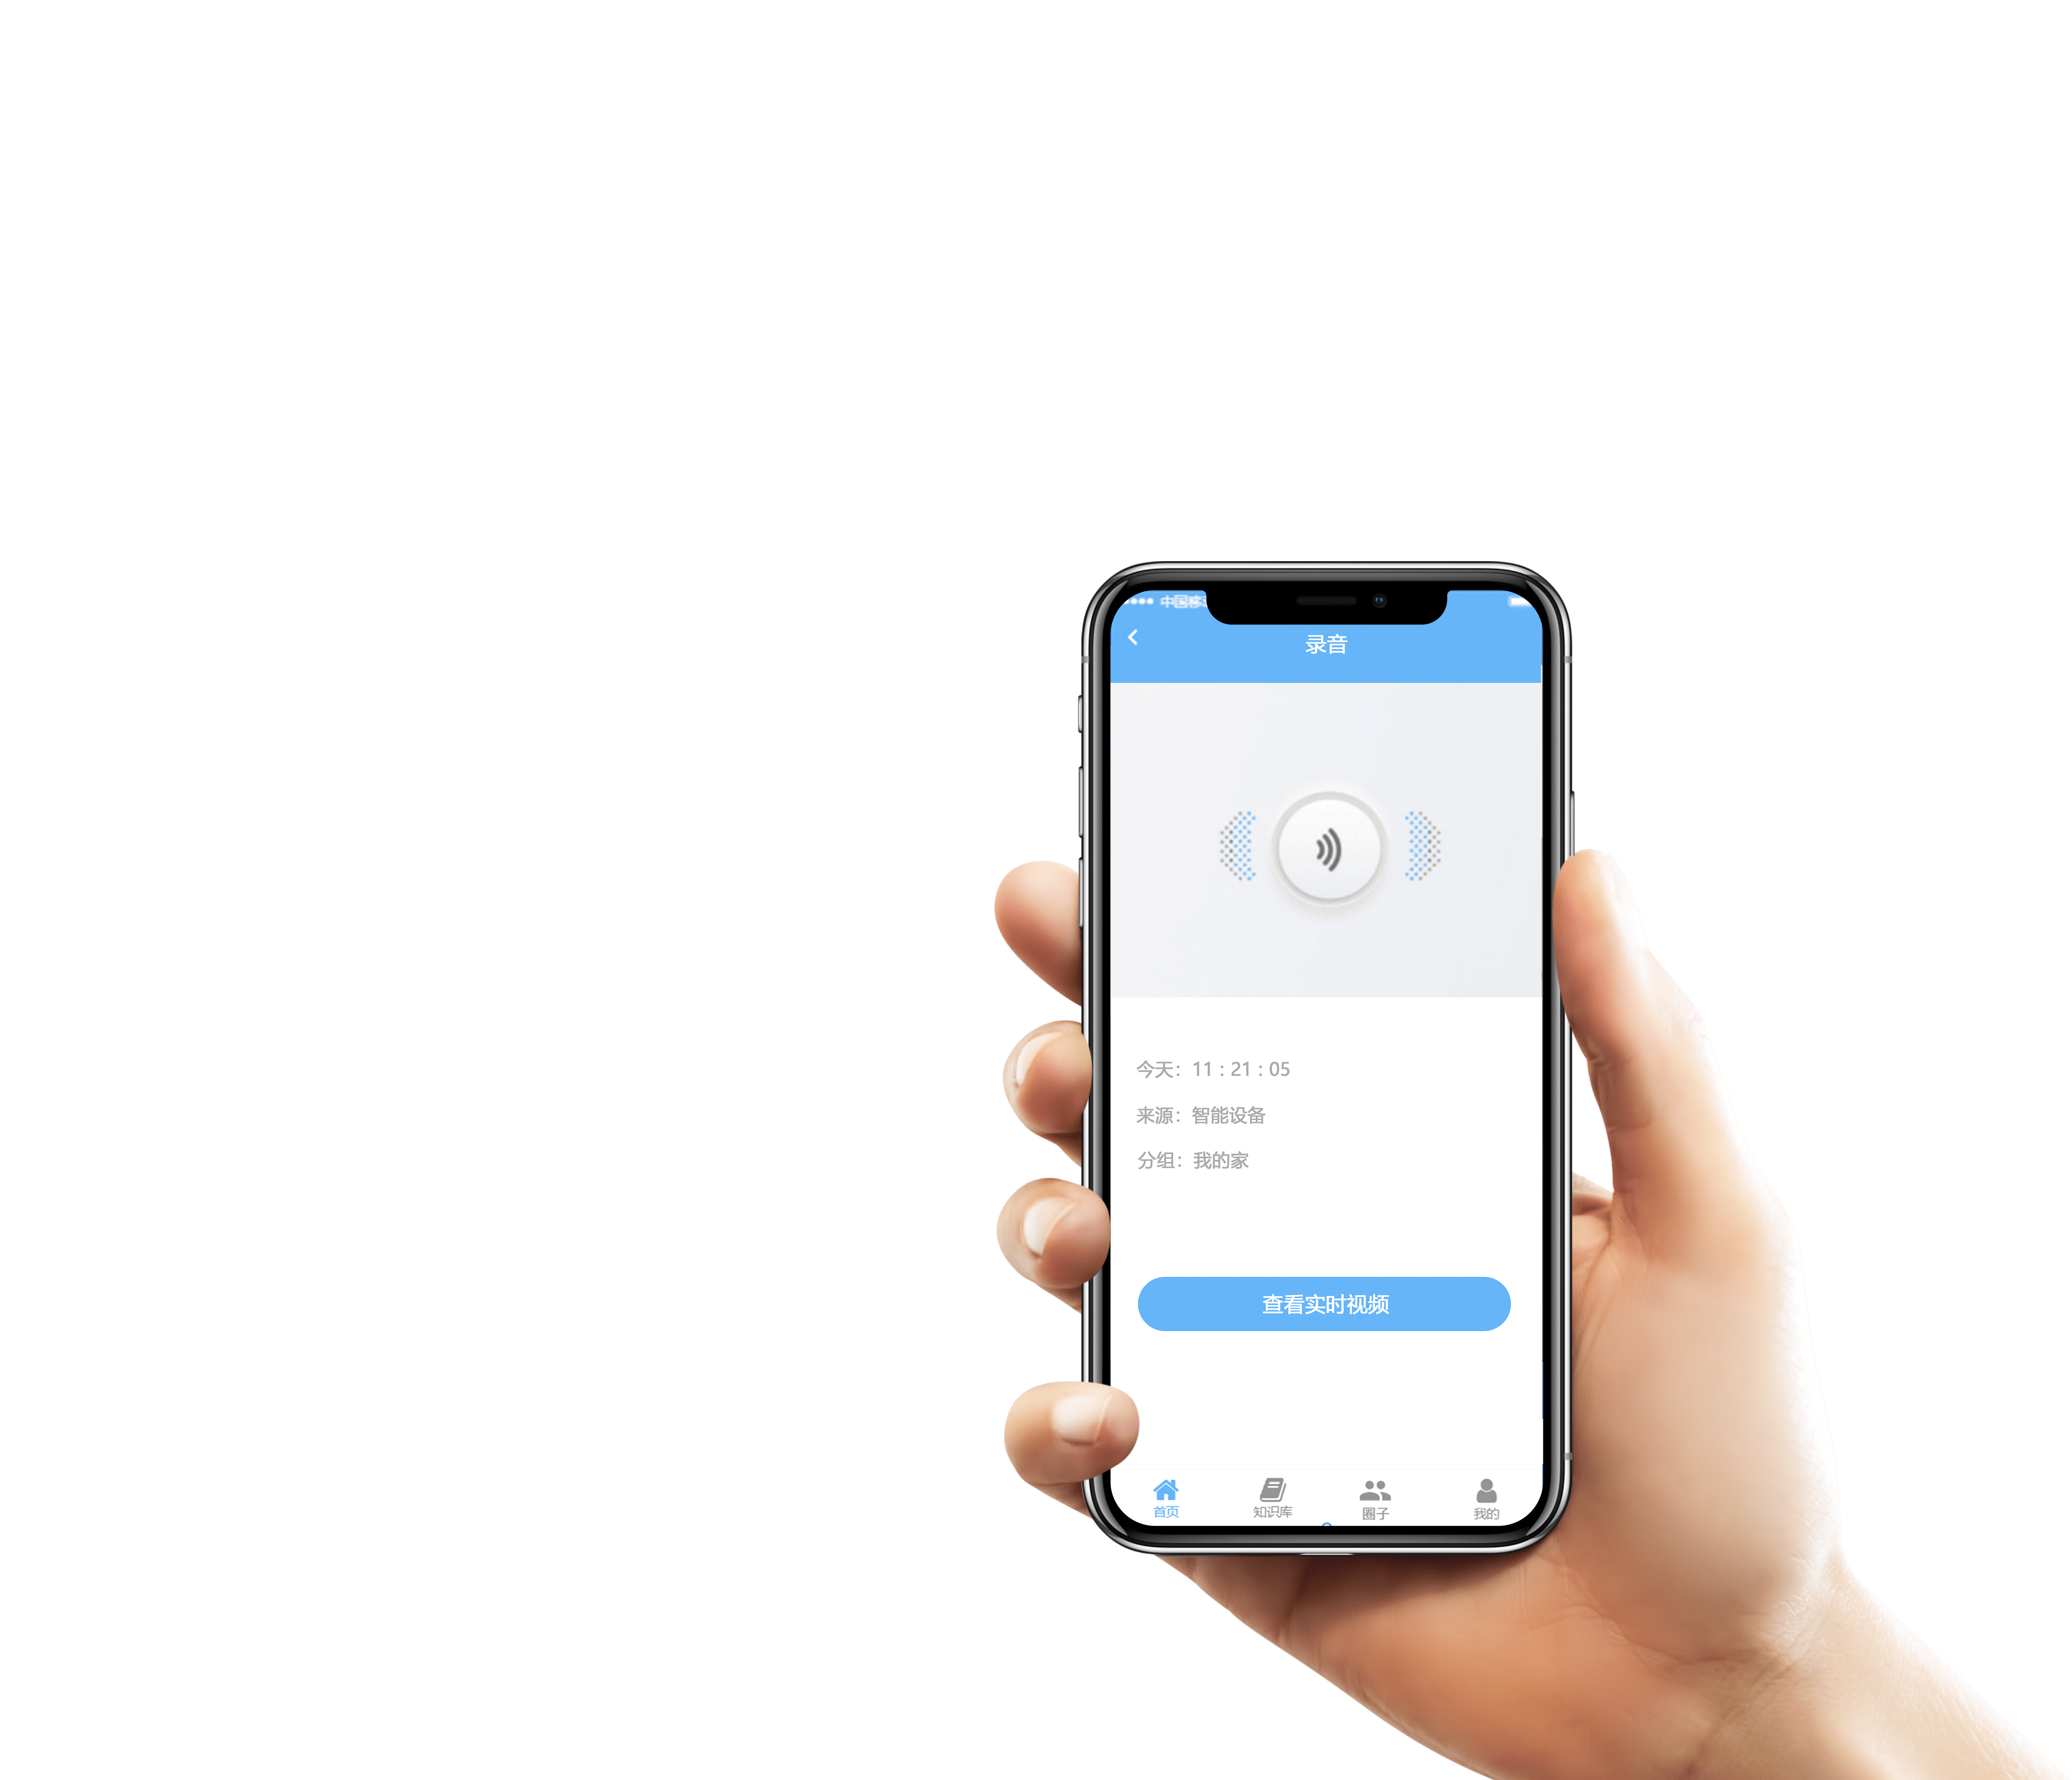 中国移
录音
今天：11 : 21 : 05
来源：智能设备
分组：我的家
查看实时视频
首页
知识库
圈子
我的